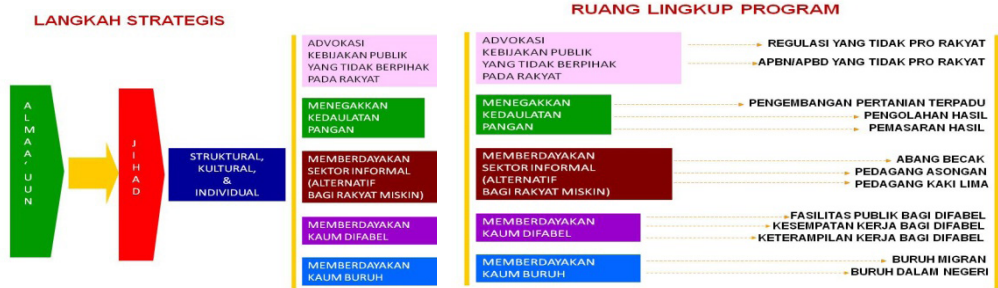 LANGKAH STRATEGIS
ALMAA'UUN
JIHAD
STRUKTURAL,
KULTURAL,
&
INDIVIDUAL
ADVOKASI
KEBIJAKAN PUBLIK
YANG TIDAK BERPIHAK
PADA RAKYAT
MENEGAKKAN
KEDAULATAN
PANGAN
MEMBERDAYAKAN
SEKTOR INFORMAL
(ALTERNATIF
BAGI RAKYAT MISKIN)
MEMBERDAYAKAN
KAUM DIFABEL
MEMBERDAYAKAN
KAUM BURUH
RUANG LINGKUP PROGRAM
ADVOKASI
KEBIJAKAN PUBLIK
YANG TIDAK BERPIHAK
PADA RAKYAT
REGULASI YANG TIDAK PRO RAKYAT
APBN/APBD YANG TIDAK PRO RAKYAT
MENEGAKKAN
KEDAULATAN
PANGAN
PENGEMBANGAN PERTANIAN TERPADU
PENGOLAHAN HASIL
PEMASARAN HASIL
MEMBERDAYAKAN
SEKTOR INFORMAL
(ALTERNATIF
BAGI RAKYAT MISKIN)
ABANG BECAK
PEDAGANG ASONGAN
PEDAGANG KAKI LIMA
MEMBERDAYAKAN
KAUM DIFABEL
FASILITAS PUBLIK BAGI DIFABEL
KESEMPATAN KERJA BAGI DIFABEL
KETERAMPILAN KERJA BAGI DIFABEL
MEMBERDAYAKAN
KAUM BURUH
BURUH MIGRAN
BURUH DALAM NEGERI